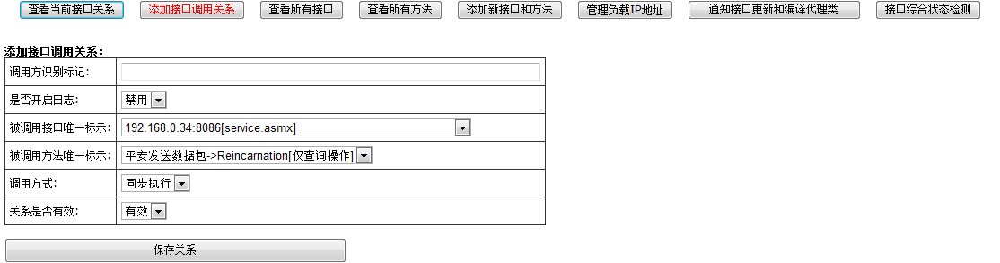 查看当前接口关系 添加接口调用关系 查看所有接口 查看所有方法 添加新接口和方法 管理负载IP地址 通知接口更新和编译代理类 接口综合状态检测
添加接口调用关系：
调用方识别标记：
是否开启日志： 禁用
被调用接口唯一标示： 192.168.0.34:8086[service.asmx]
被调用方法唯一标示： 平安发送数据包->Reincarnation[仅查询操作]
调用方式： 同步执行
关系是否有效： 有效
保存关系